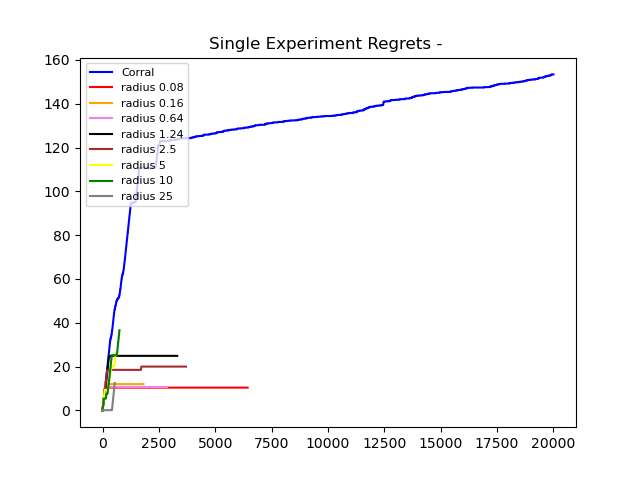 Single Experiment Regrets -
160
140
120
100
80
60
40
20
0
Corral
radius 0.08
radius 0.16
radius 0.64
radius 1.24
radius 2.5
radius 5
radius 10
radius 25
0 2500 5000 7500 10000 12500 15000 17500 20000